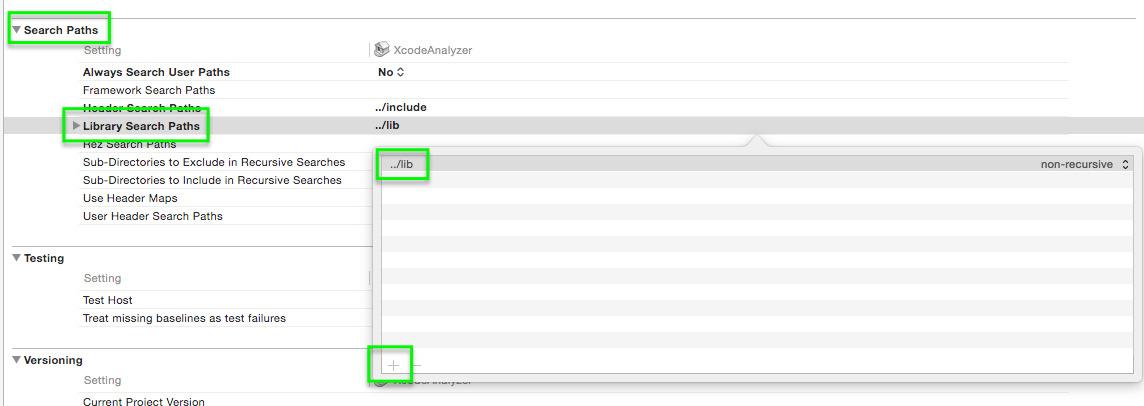 Search Paths
Setting XcodeAnalyzer
Always Search User Paths No
Framework Search Paths
Header Search Paths ../include
Library Search Paths ../lib
Rez Search Paths
../lib non-recursive
Sub-Directories to Exclude in Recursive Searches
Sub-Directories to Include in Recursive Searches
Use Header Maps
User Header Search Paths
Testing
Setting
Test Host
Treat missing baselines as test failures
Versioning
Setting XcodeAnalyzer
Current Project Version